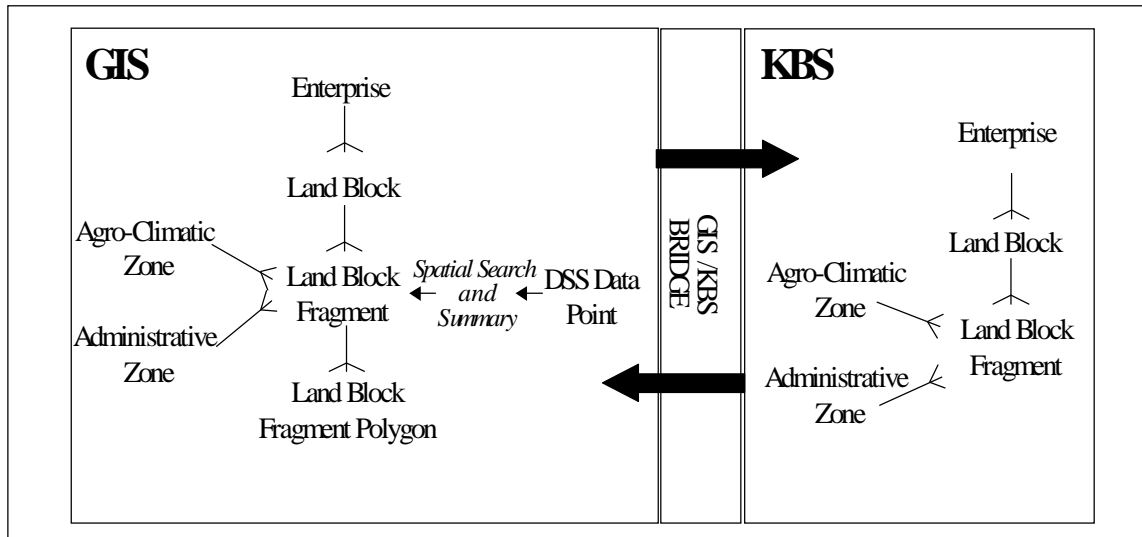 GIS
Enterprise
Land Block
Agro-Climatic
Zone
Land Block
Fragment
Spatial Search
and
Summary
DSS Data
Point
Administrative
Zone
Land Block
Fragment Polygon
GIS /KBS
BRIDGE
KBS
Enterprise
Land Block
Agro-Climatic
Zone
Land Block
Fragment
Administrative
Zone